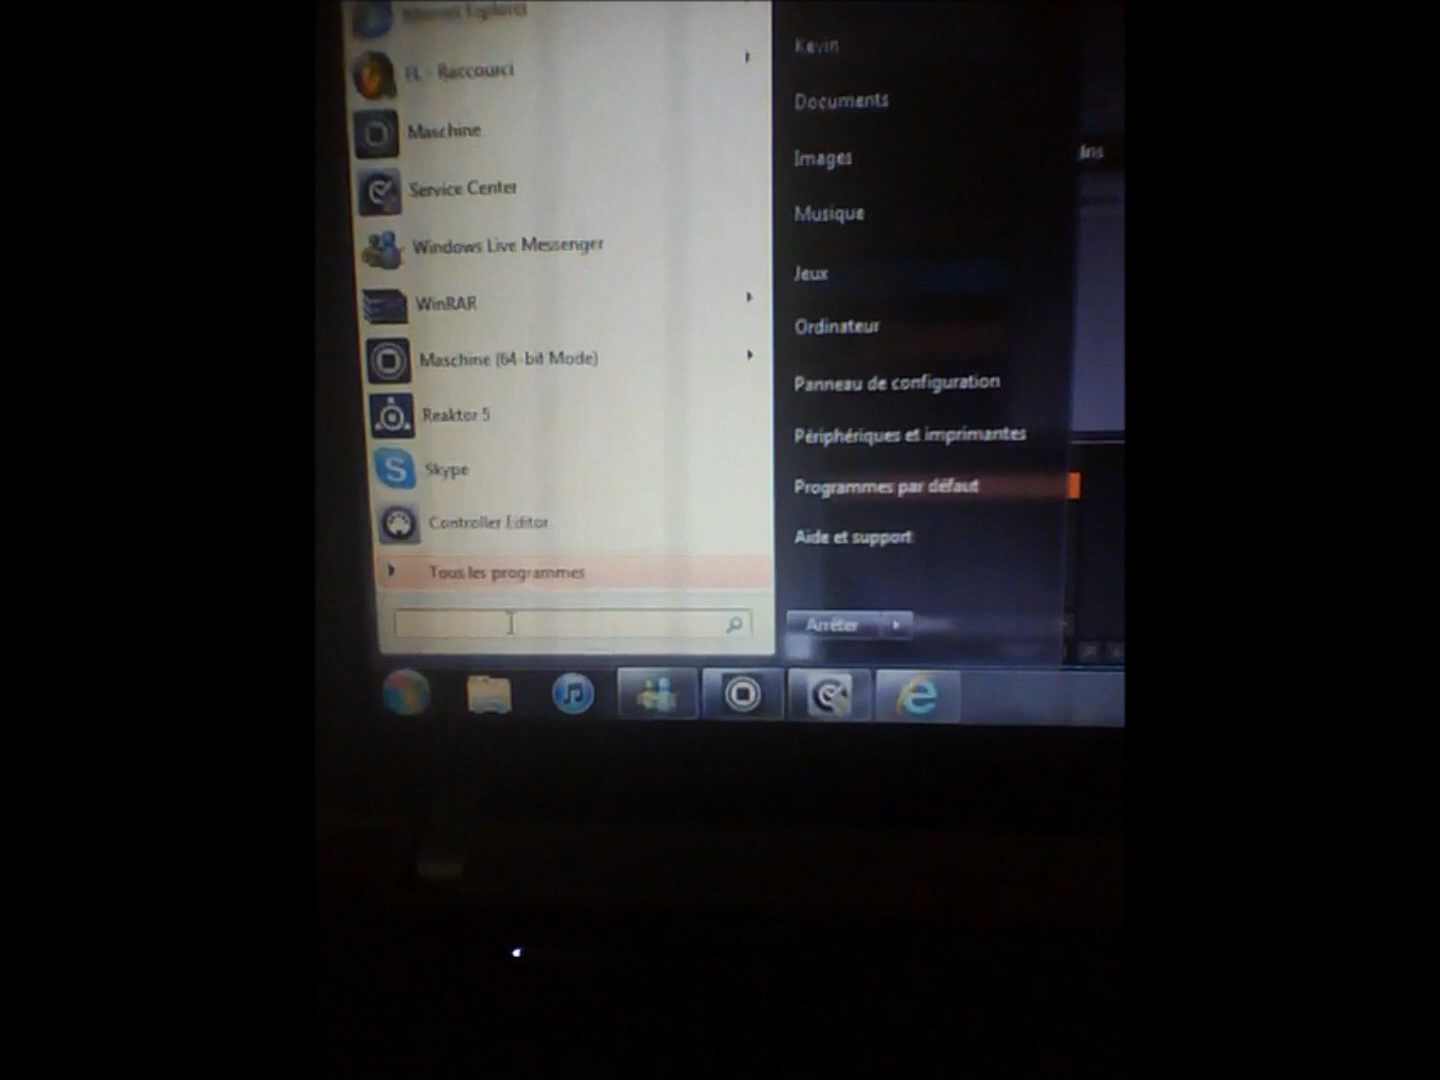 Internet Explorer
FL - Raccourci
Maschine
Service Center
Windows Live Messenger
WinRAR
Maschine (64-bit Mode)
Reaktor 5
Skype
Controller Editor
Tous les programmes
Kevin
Documents
Images
Musique
Jeux
Ordinateur
Panneau de configuration
Périphériques et imprimantes
Programmes par défaut
Aide et support
Arrêter